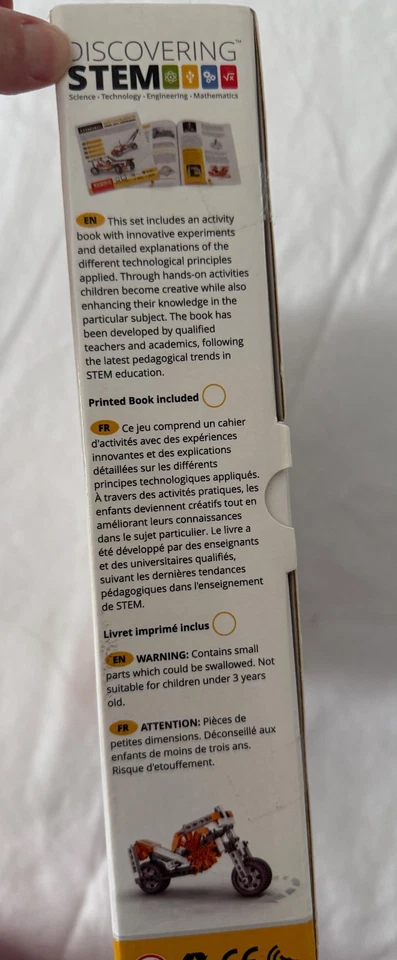 DISCOVERING™
STEM √x
Science • Technology • Engineering • Mathematics
EN This set includes an activity
book with innovative experiments
and detailed explanations of the
different technological principles
applied. Through hands-on activities
children become creative while also
enhancing their knowledge in the
particular subject. The book has
been developed by qualified
teachers and academics, following
the latest pedagogical trends in
STEM education.
Printed Book included
FR Ce jeu comprend un cahier
d'activités avec des expériences
innovantes et des explications
détaillées sur les différents
principes technologiques appliqués.
À travers des activités pratiques, les
enfants deviennent créatifs tout en
améliorant leurs connaissances
dans le sujet particulier. Le livre a
été développé par des enseignants
et des universitaires qualifiés,
suivant les dernières tendances
pédagogiques dans l'enseignement
de STEM.
Livret imprimé inclus
EN WARNING: Contains small
parts which could be swallowed. Not
suitable for children under 3 years
old.
FR ATTENTION: Pièces de
petites dimensions. Déconseillé aux
enfants de moins de trois ans.
Risque d'etouffement.